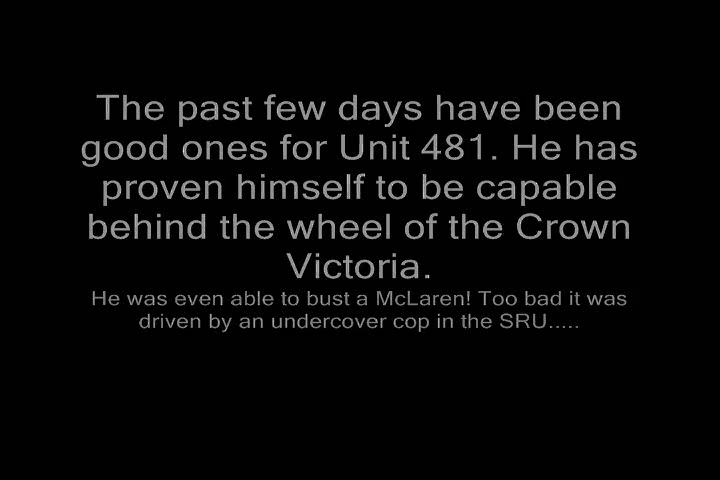 The past few days have been
good ones for Unit 481. He has
proven himself to be capable
behind the wheel of the Crown
Victoria.
He was even able to bust a McLaren! Too bad it was
driven by an undercover cop in the SRU.....